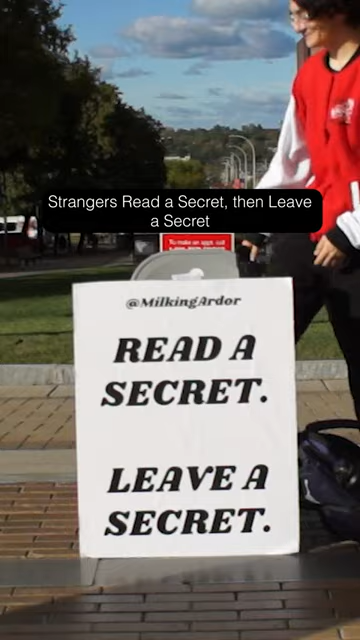 Strangers Read a Secret, then Leave
a Secret
To make an appt. call
@MilkingArdor
READ A
SECRET.
LEAVE A
SECRET.